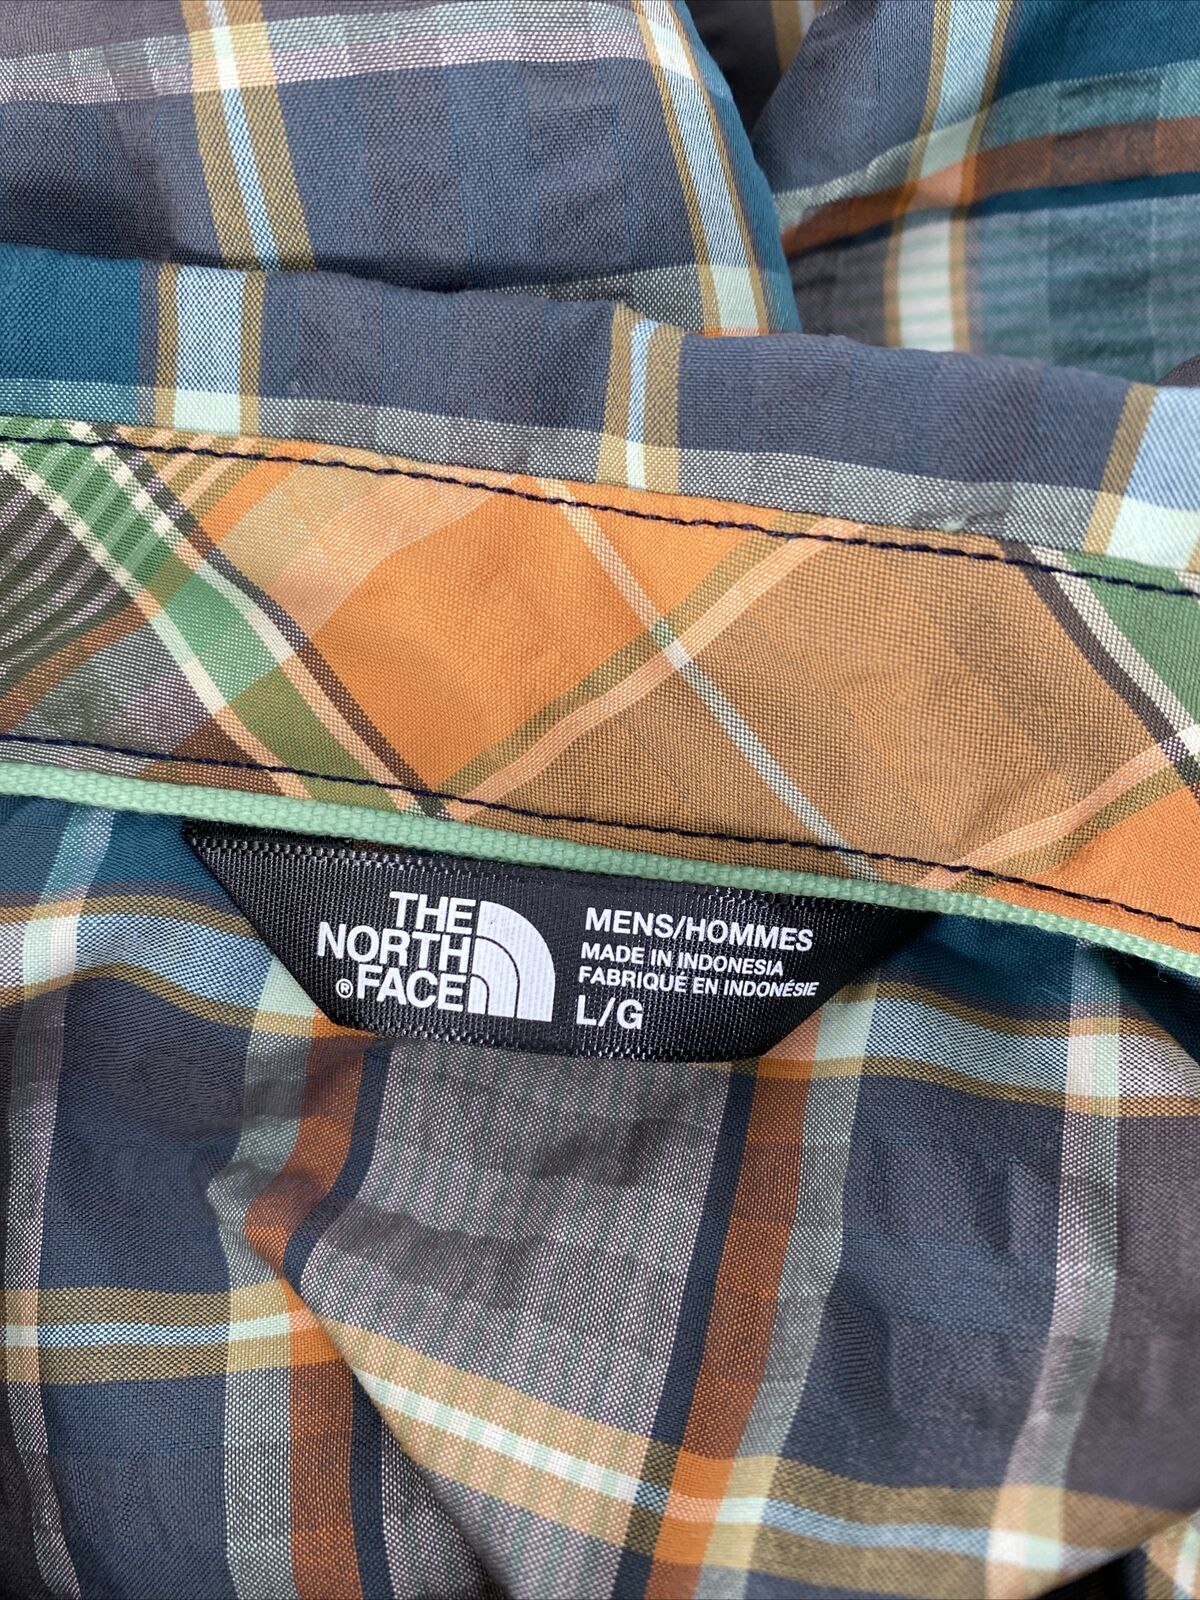 THE
NORTH
®FACE
MENS/HOMMES
MADE IN INDONESIA
FABRIQUÉ EN INDONÉSIE
L/G